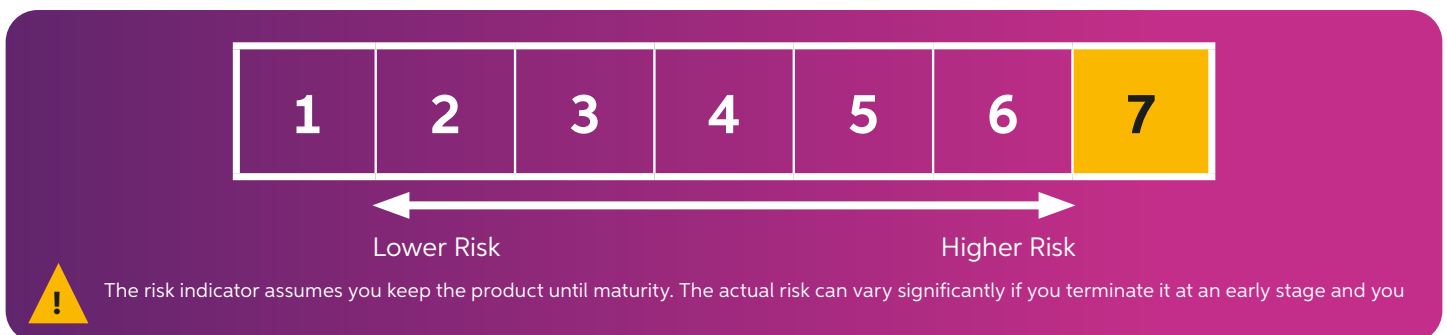 1 2 3 4 5 6 7
Lower Risk Higher Risk
! The risk indicator assumes you keep the product until maturity. The actual risk can vary significantly if you terminate it at an early stage and you